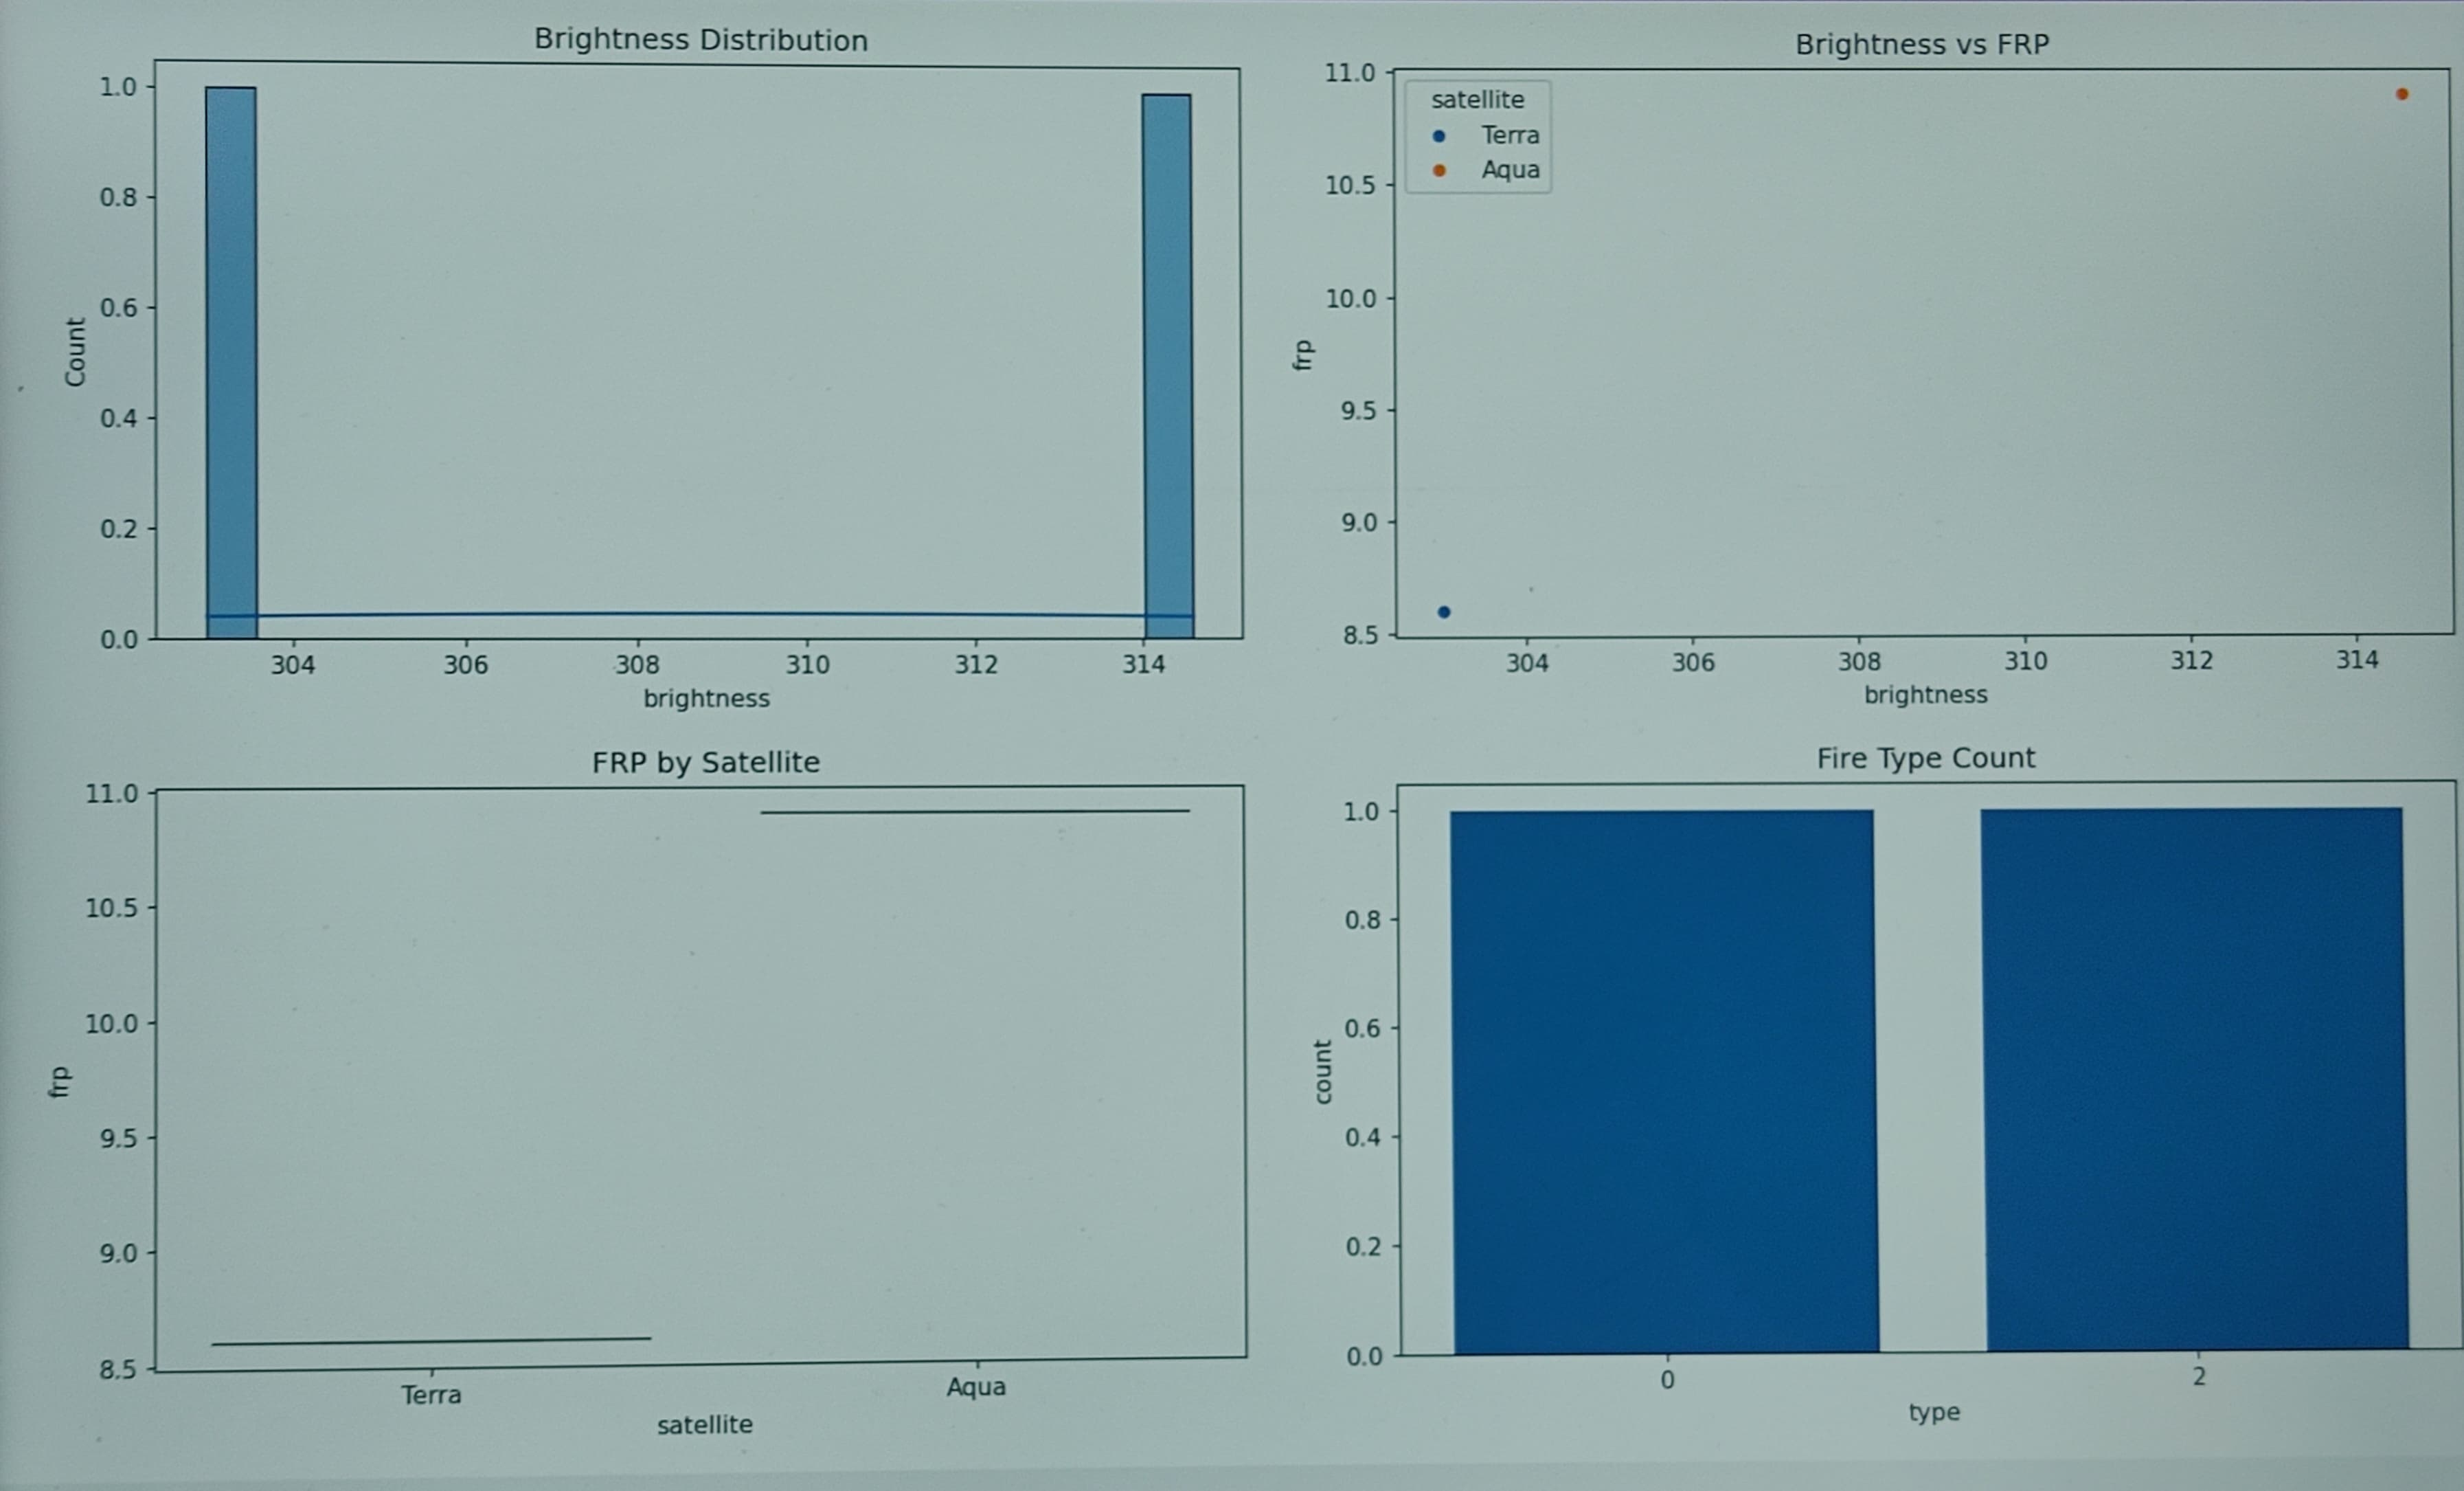 Brightness Distribution
1.0
0.8
0.6
0.4
0.2
0.0
Count
304 306 308 310 312 314
brightness
Brightness vs FRP
satellite
Terra
Aqua
11.0
10.5
10.0
9.5
9.0
8.5
frp
304 306 308 310 312 314
brightness
FRP by Satellite
11.0
10.5
10.0
9.5
9.0
8.5
frp
Terra Aqua
satellite
Fire Type Count
1.0
0.8
0.6
0.4
0.2
0.0
count
0 2
type